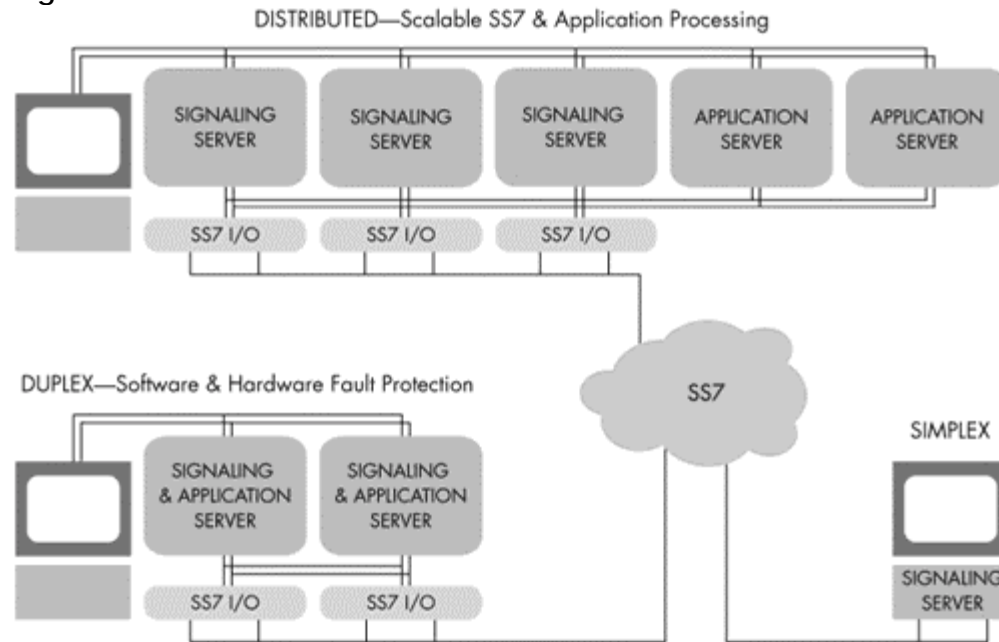 DISTRIBUTED—Scalable SS7 & Application Processing
SIGNALING
SERVER
SIGNALING
SERVER
SIGNALING
SERVER
APPLICATION
SERVER
APPLICATION
SERVER
SS7 I/O
SS7 I/O
SS7 I/O
SS7
DUPLEX—Software & Hardware Fault Protection
SIGNALING
& APPLICATION
SERVER
SIGNALING
& APPLICATION
SERVER
SS7 I/O
SS7 I/O
SIMPLEX
SIGNALING
SERVER